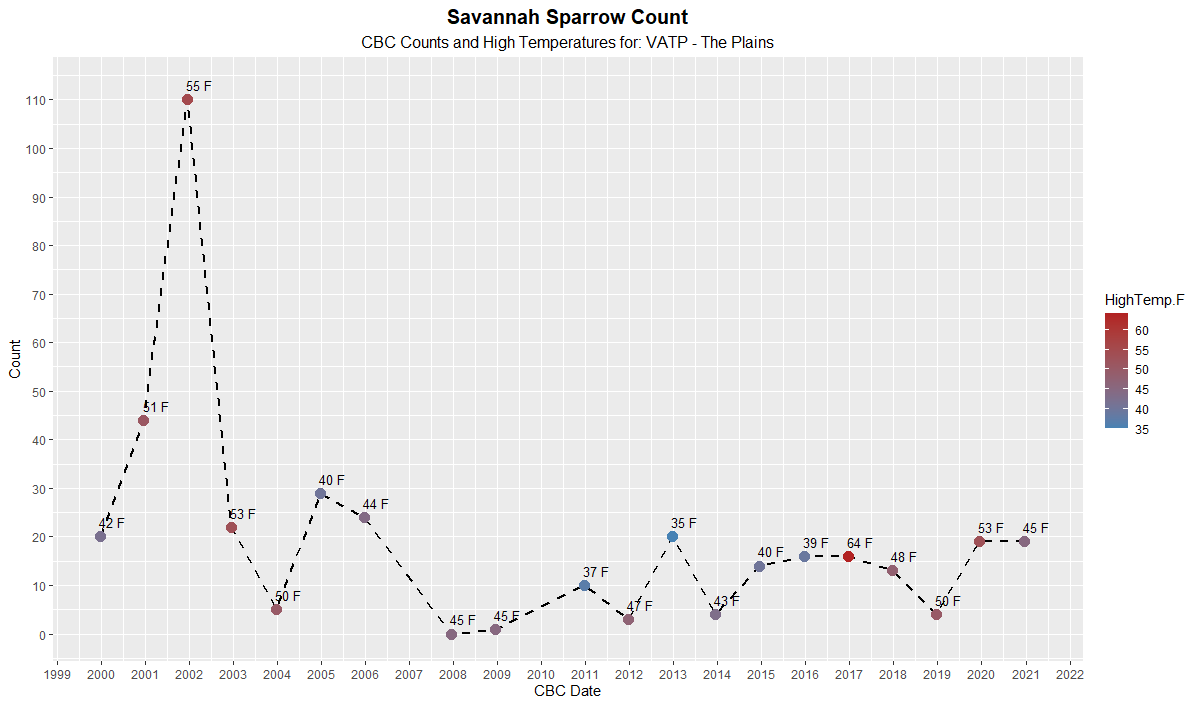 Savannah Sparrow Count
CBC Counts and High Temperatures for: VATP - The Plains
Count
110
100
90
80
70
60
50
40
30
20
10
0
42 F
51 F
55 F
53 F
50 F
40 F
44 F
45 F
45 F
37 F
47 F
35 F
43 F
40 F
39 F
64 F
48 F
50 F
53 F
45 F
1999 2000 2001 2002 2003 2004 2005 2006 2007 2008 2009 2010 2011 2012 2013 2014 2015 2016 2017 2018 2019 2020 2021 2022
CBC Date
HighTemp.F
60
55
50
45
40
35